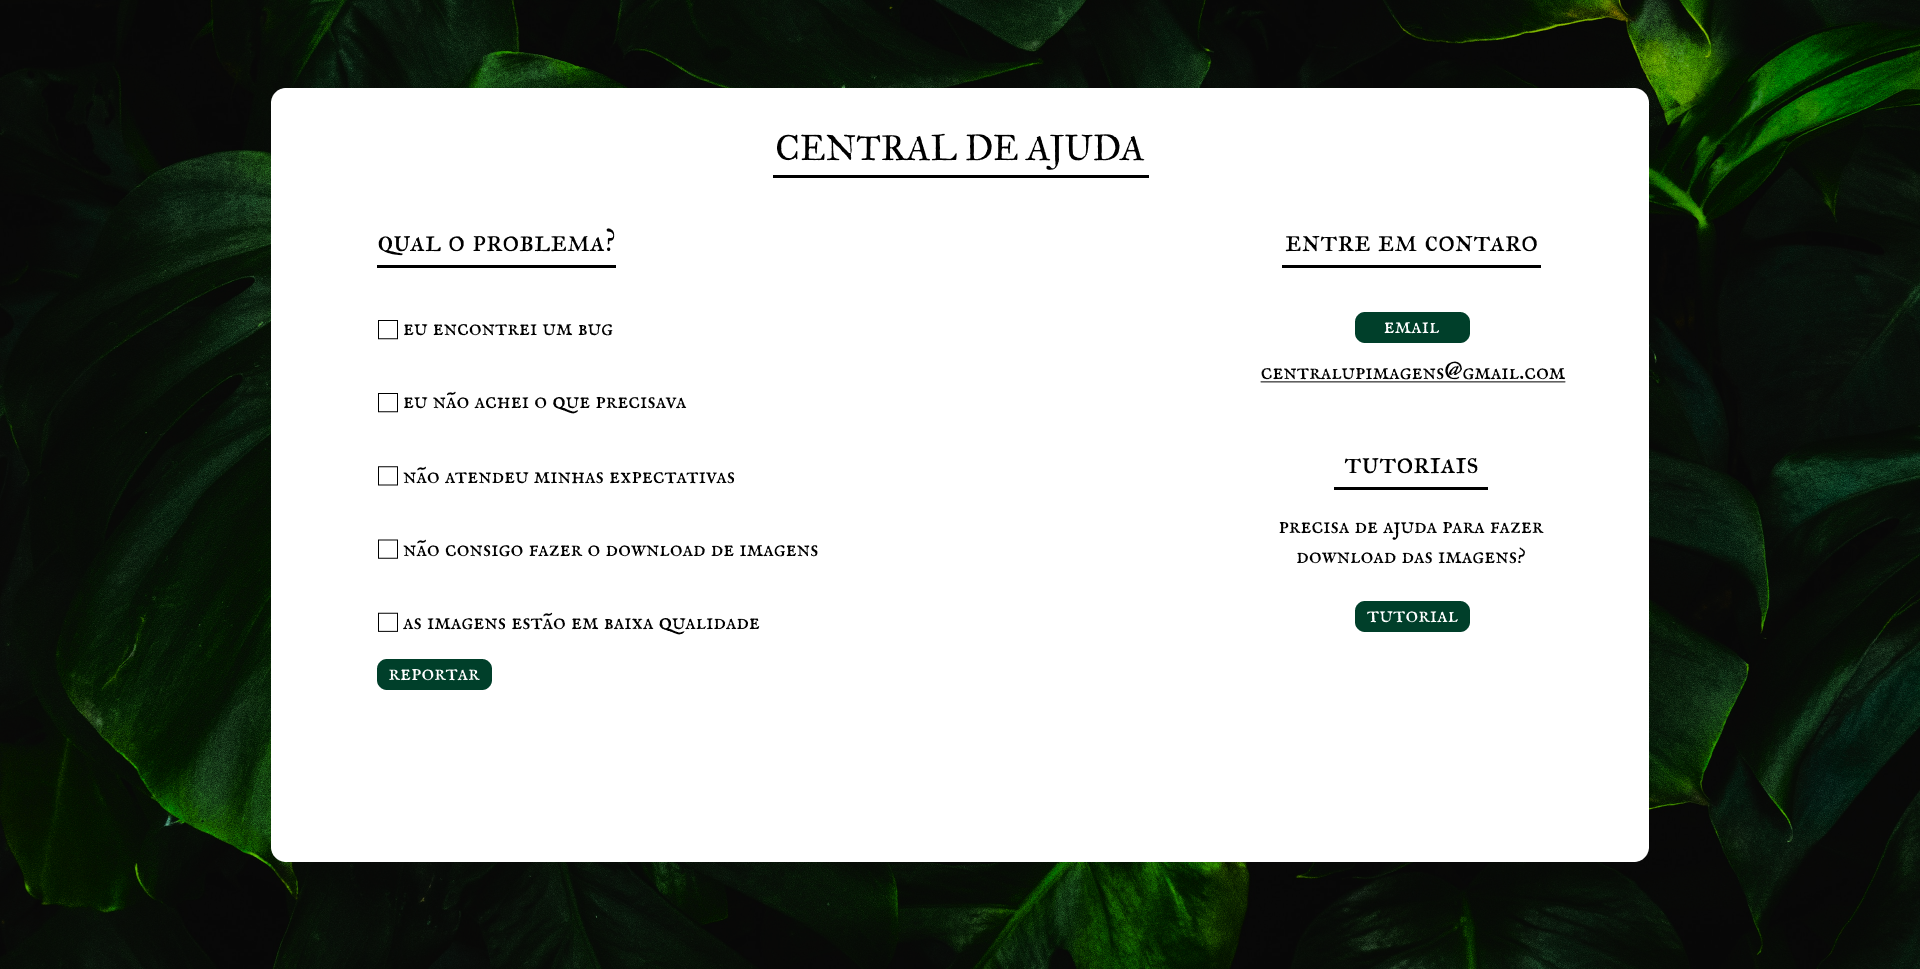 CENTRAL DE AJUDA
QUAL O PROBLEMA?
EU ENCONTREI UM BUG
EU NÃO ACHEI O QUE PRECISAVA
NÃO ATENDEU MINHAS EXPECTATIVAS
NÃO CONSIGO FAZER O DOWNLOAD DE IMAGENS
AS IMAGENS ESTÃO EM BAIXA QUALIDADE
REPORTAR
ENTRE EM CONTARO
EMAIL
CENTRALUPIMAGENS@GMAIL.COM
TUTORIAIS
PRECISA DE AJUDA PARA FAZER
DOWNLOAD DAS IMAGENS?
TUTORIAL